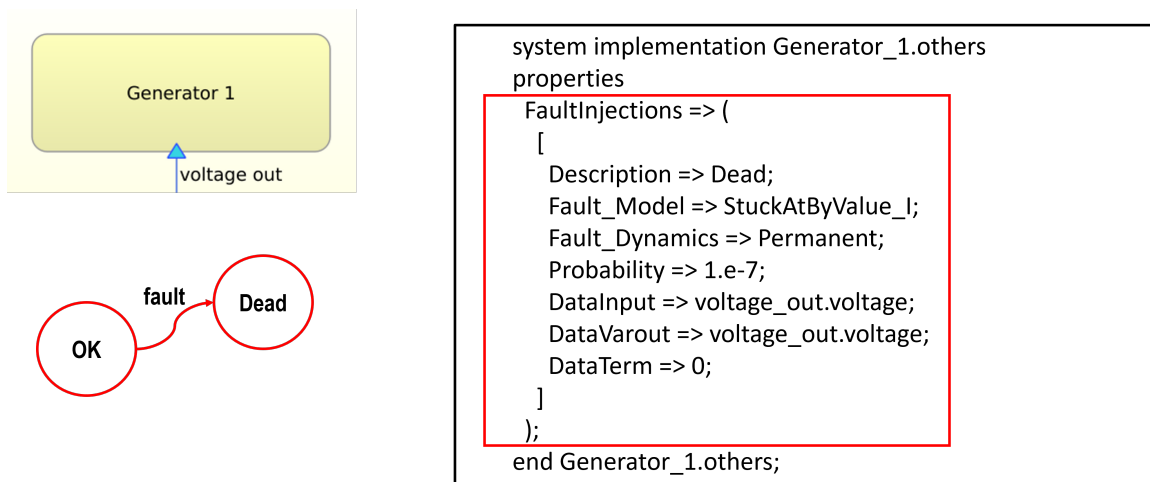 Generator 1
voltage out
fault
OK
Dead
system implementation Generator_1.others
properties
FaultInjections => (
[
Description => Dead;
Fault_Model => StuckAtByValue_I;
Fault_Dynamics => Permanent;
Probability => 1.e-7;
DataInput => voltage_out.voltage;
DataVarout => voltage_out.voltage;
DataTerm => 0;
]
);
end Generator_1.others;